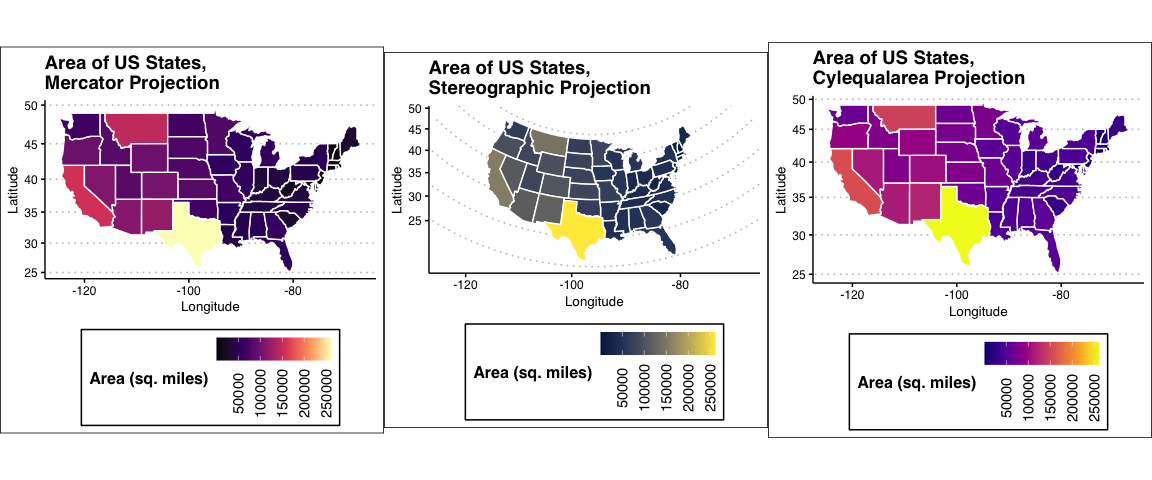 Area of US States,
Mercator Projection
50
45
40
35
30
25
Latitude
-120
-100
-80
Longitude
Area (sq. miles)
50000
100000
150000
200000
250000
Area of US States,
Stereographic Projection
50
45
40
35
30
25
Latitude
-120
-100
-80
Longitude
Area (sq. miles)
50000
100000
150000
200000
250000
Area of US States,
Cylequalarea Projection
50
45
40
35
30
25
Latitude
-120
-100
-80
Longitude
Area (sq. miles)
50000
100000
150000
200000
250000